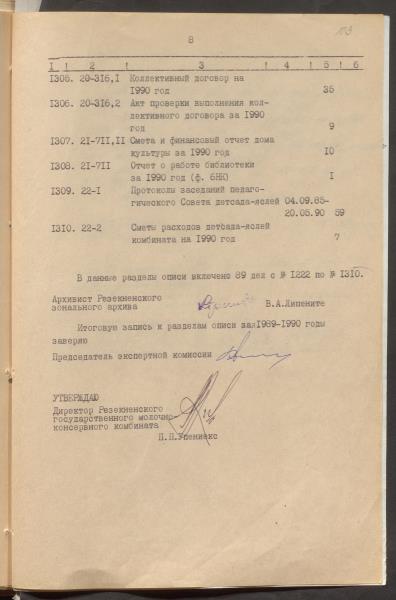 8
1 ! 2 ! 3 ! 4 ! 5 ! 6
1305. 20-316,1 Коллективный договор на
1990 год 35
1306. 20-316,2 Акт проверки выполнения кол-
лективного договора за 1990
год 9
1307. 21-711,11 Смета и финансовый отчет дома
культуры за 1990 год 10
1308. 21-711 Отчет о работе библиотеки
за 1990 год (ф. 6НК) 1
1309. 22-1 Протоколы заседаний педаго-
гического Совета детсада-яслей 04.09.85-
20.05.90 59
1310. 22-2 Сметы расходов детсада-яслей
комбината на 1990 год 7
В данные разделы описи включено 89 дел с № 1222 по № 1310.
Архивист Резекненского
зонального архива В.А.Липените
Итоговую запись к разделам описи за 1989-1990 годы
заверяю
Председатель экспертной комиссии
УТВЕРЖДАЮ
Директор Резекненского
государственного молочно-
консервного комбината
П.П.Упениекс